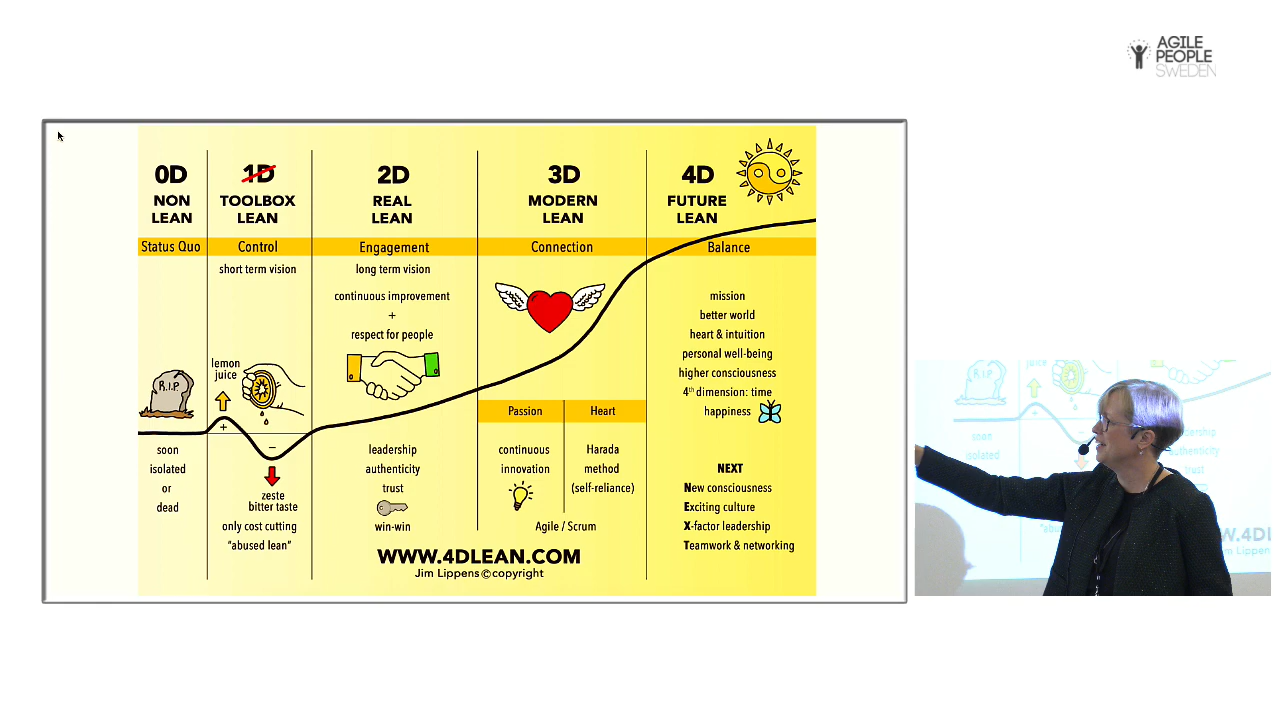 AGILE
PEOPLE
SWEDEN
0D
NON
LEAN
Status Quo
R.I.P
soon
isolated
or
dead
1D
TOOLBOX
LEAN
Control
short term vision
lemon
juice
+
−
zeste
bitter taste
only cost cutting
"abused lean"
2D
REAL
LEAN
Engagement
long term vision
continuous improvement
+
respect for people
leadership
authenticity
trust
win-win
3D
MODERN
LEAN
Connection
Passion
continuous
innovation
Heart
Harada
method
(self-reliance)
Agile / Scrum
4D
FUTURE
LEAN
Balance
mission
better world
heart & intuition
personal well-being
higher consciousness
4th dimension: time
happiness
NEXT
New consciousness
Exciting culture
X-factor leadership
Teamwork & networking
WWW.4DLEAN.COM
Jim Lippens©copyright
juice
R.I.P
soon
isolated
trust